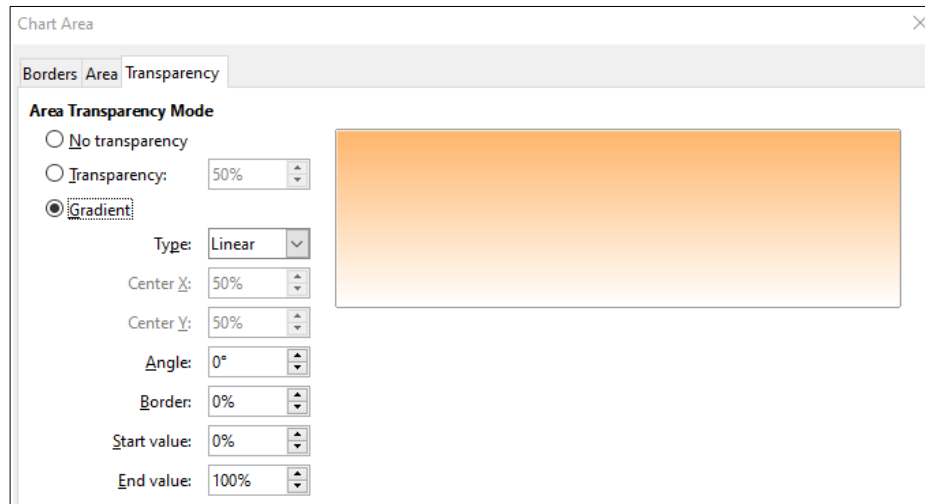 Chart Area
Borders Area Transparency
Area Transparency Mode
No transparency
Transparency: 50%
Gradient
Type: Linear
Center X: 50%
Center Y: 50%
Angle: 0°
Border: 0%
Start value: 0%
End value: 100%